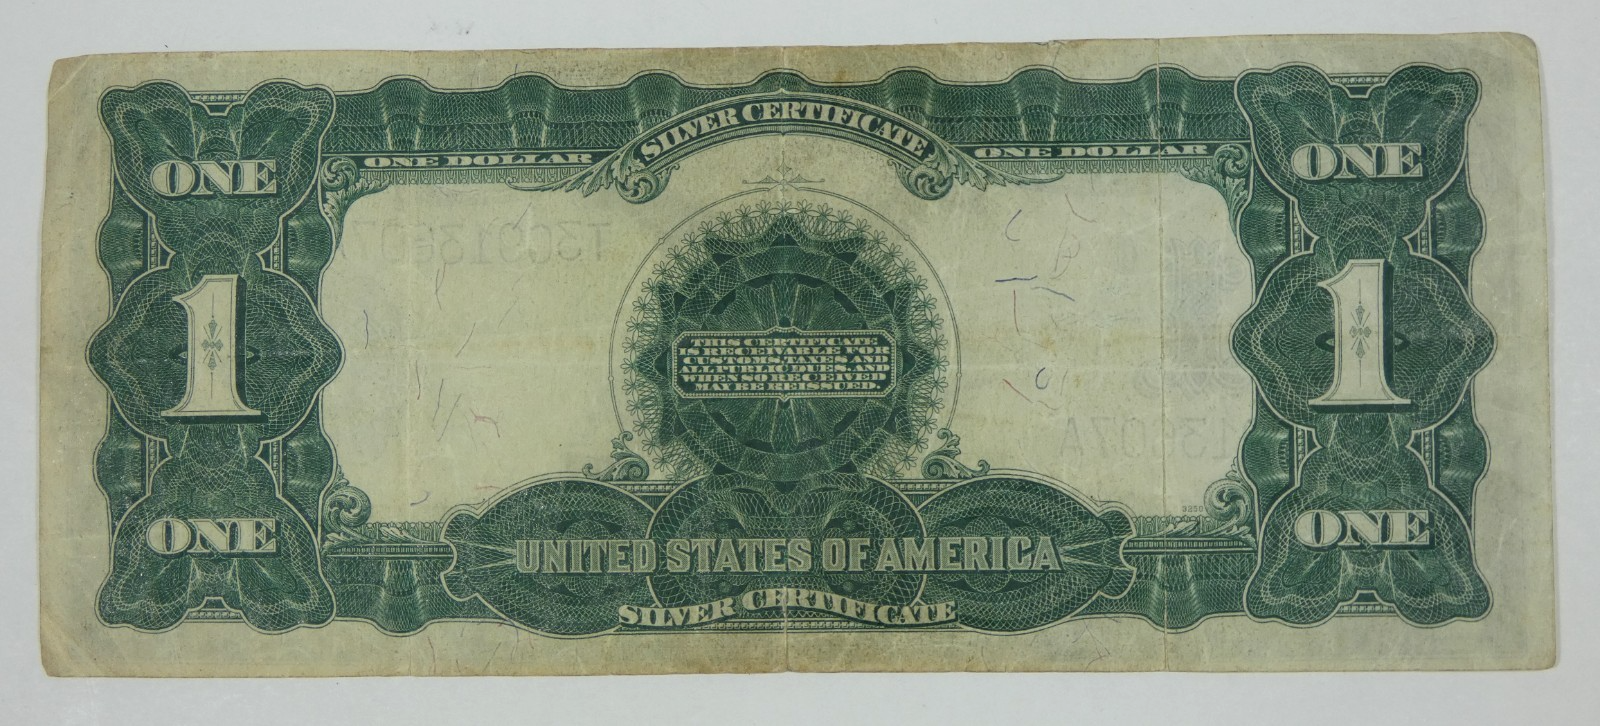 SILVER CERTIFICATE
ONE DOLLAR ONE DOLLAR
ONE ONE
1 1
THIS CERTIFICATE
IS RECEIVABLE FOR
CUSTOMS, TAXES AND
ALL PUBLIC DUES, AND
WHEN SO RECEIVED
MAY BE REISSUED.
3250
ONE ONE
UNITED STATES OF AMERICA
SILVER CERTIFICATE